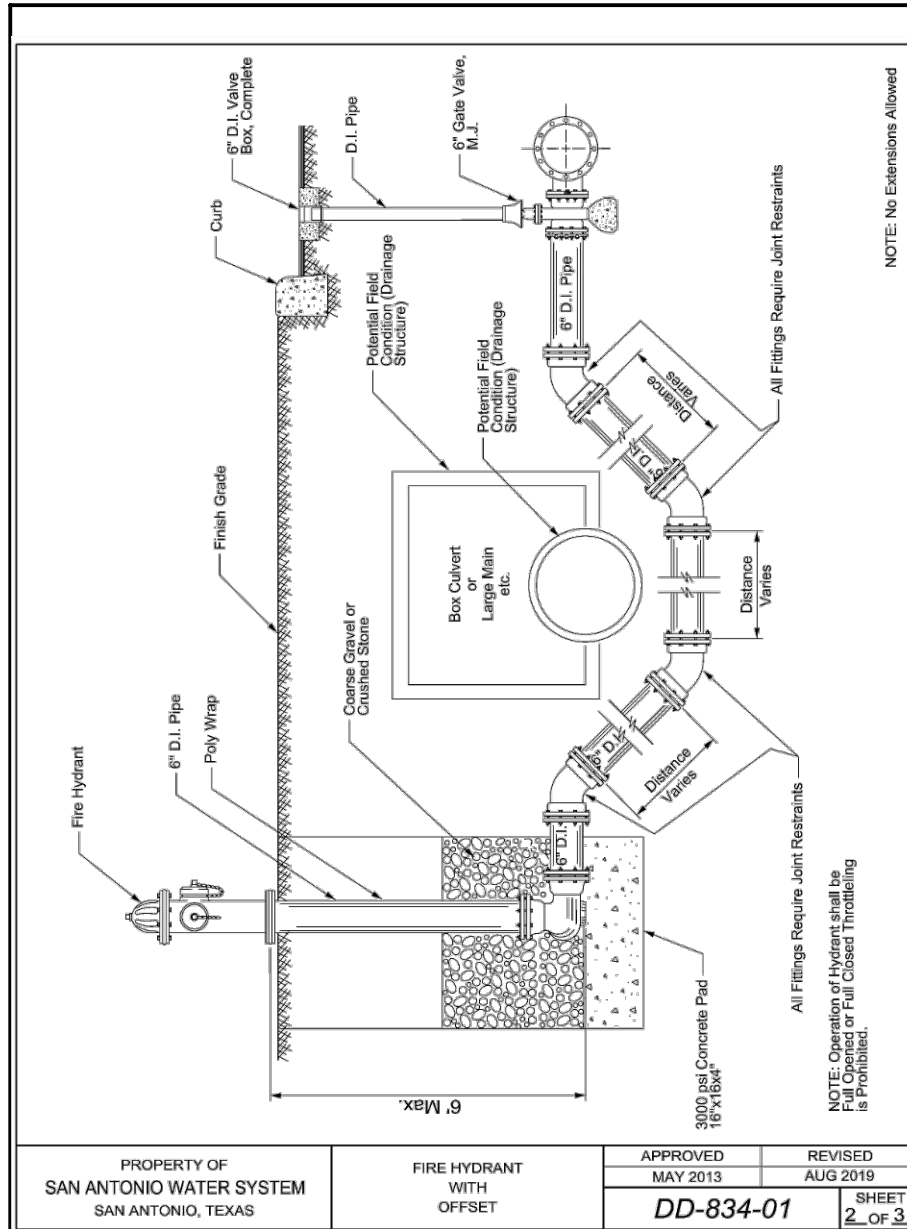 Fire Hydrant
6" D.I. Pipe
Poly Wrap
Finish Grade
Curb
6" D.I. Valve
Box, Complete
D.I. Pipe
6" Gate Valve,
M.J.
Coarse Gravel or
Crushed Stone
Potential Field
Condition (Drainage
Structure)
Potential Field
Condition (Drainage
Structure)
Box Culvert
or
Large Main
etc.
6' Max.
6" D.I.
6" D.I.
6" D.I.
6" D.I. Pipe
Distance
Varies
Distance
Varies
Distance
Varies
3000 psi Concrete Pad
16"x16x4"
All Fittings Require Joint Restraints
All Fittings Require Joint Restraints
NOTE: Operation of Hydrant shall be
Full Opened or Full Closed Throttleling
is Prohibited.
NOTE: No Extensions Allowed
PROPERTY OF
SAN ANTONIO WATER SYSTEM
SAN ANTONIO, TEXAS
FIRE HYDRANT
WITH
OFFSET
APPROVED
MAY 2013
REVISED
AUG 2019
DD-834-01
SHEET
2 OF 3